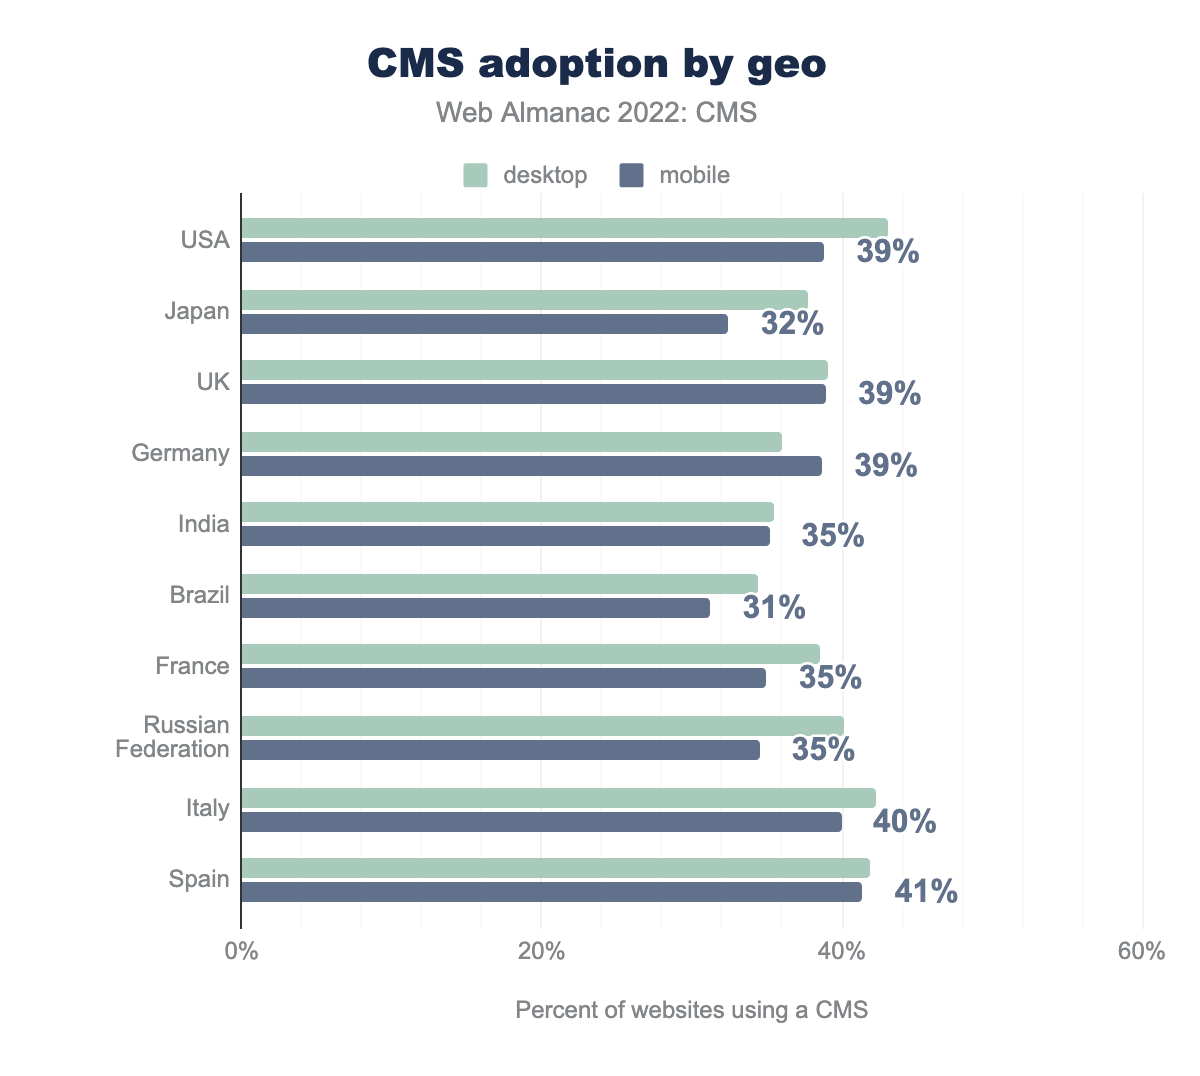 CMS adoption by geo
Web Almanac 2022: CMS
desktop mobile
USA 39%
Japan 32%
UK 39%
Germany 39%
India 35%
Brazil 31%
France 35%
Russian
Federation 35%
Italy 40%
Spain 41%
0% 20% 40% 60%
Percent of websites using a CMS